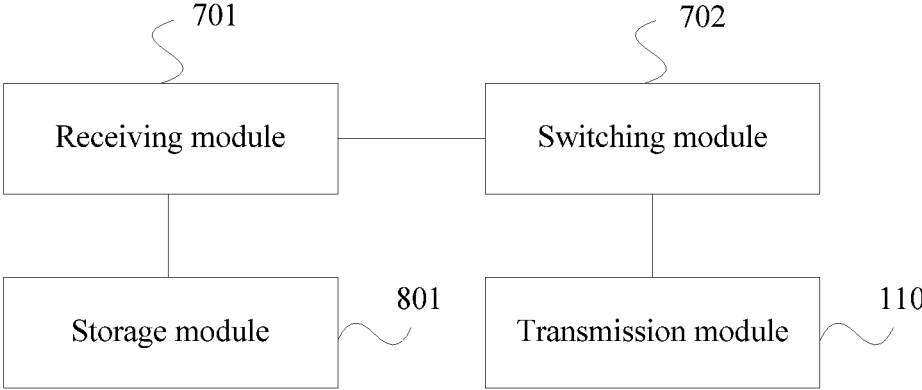 701
702
Receiving module
Switching module
801
110
Storage module
Transmission module